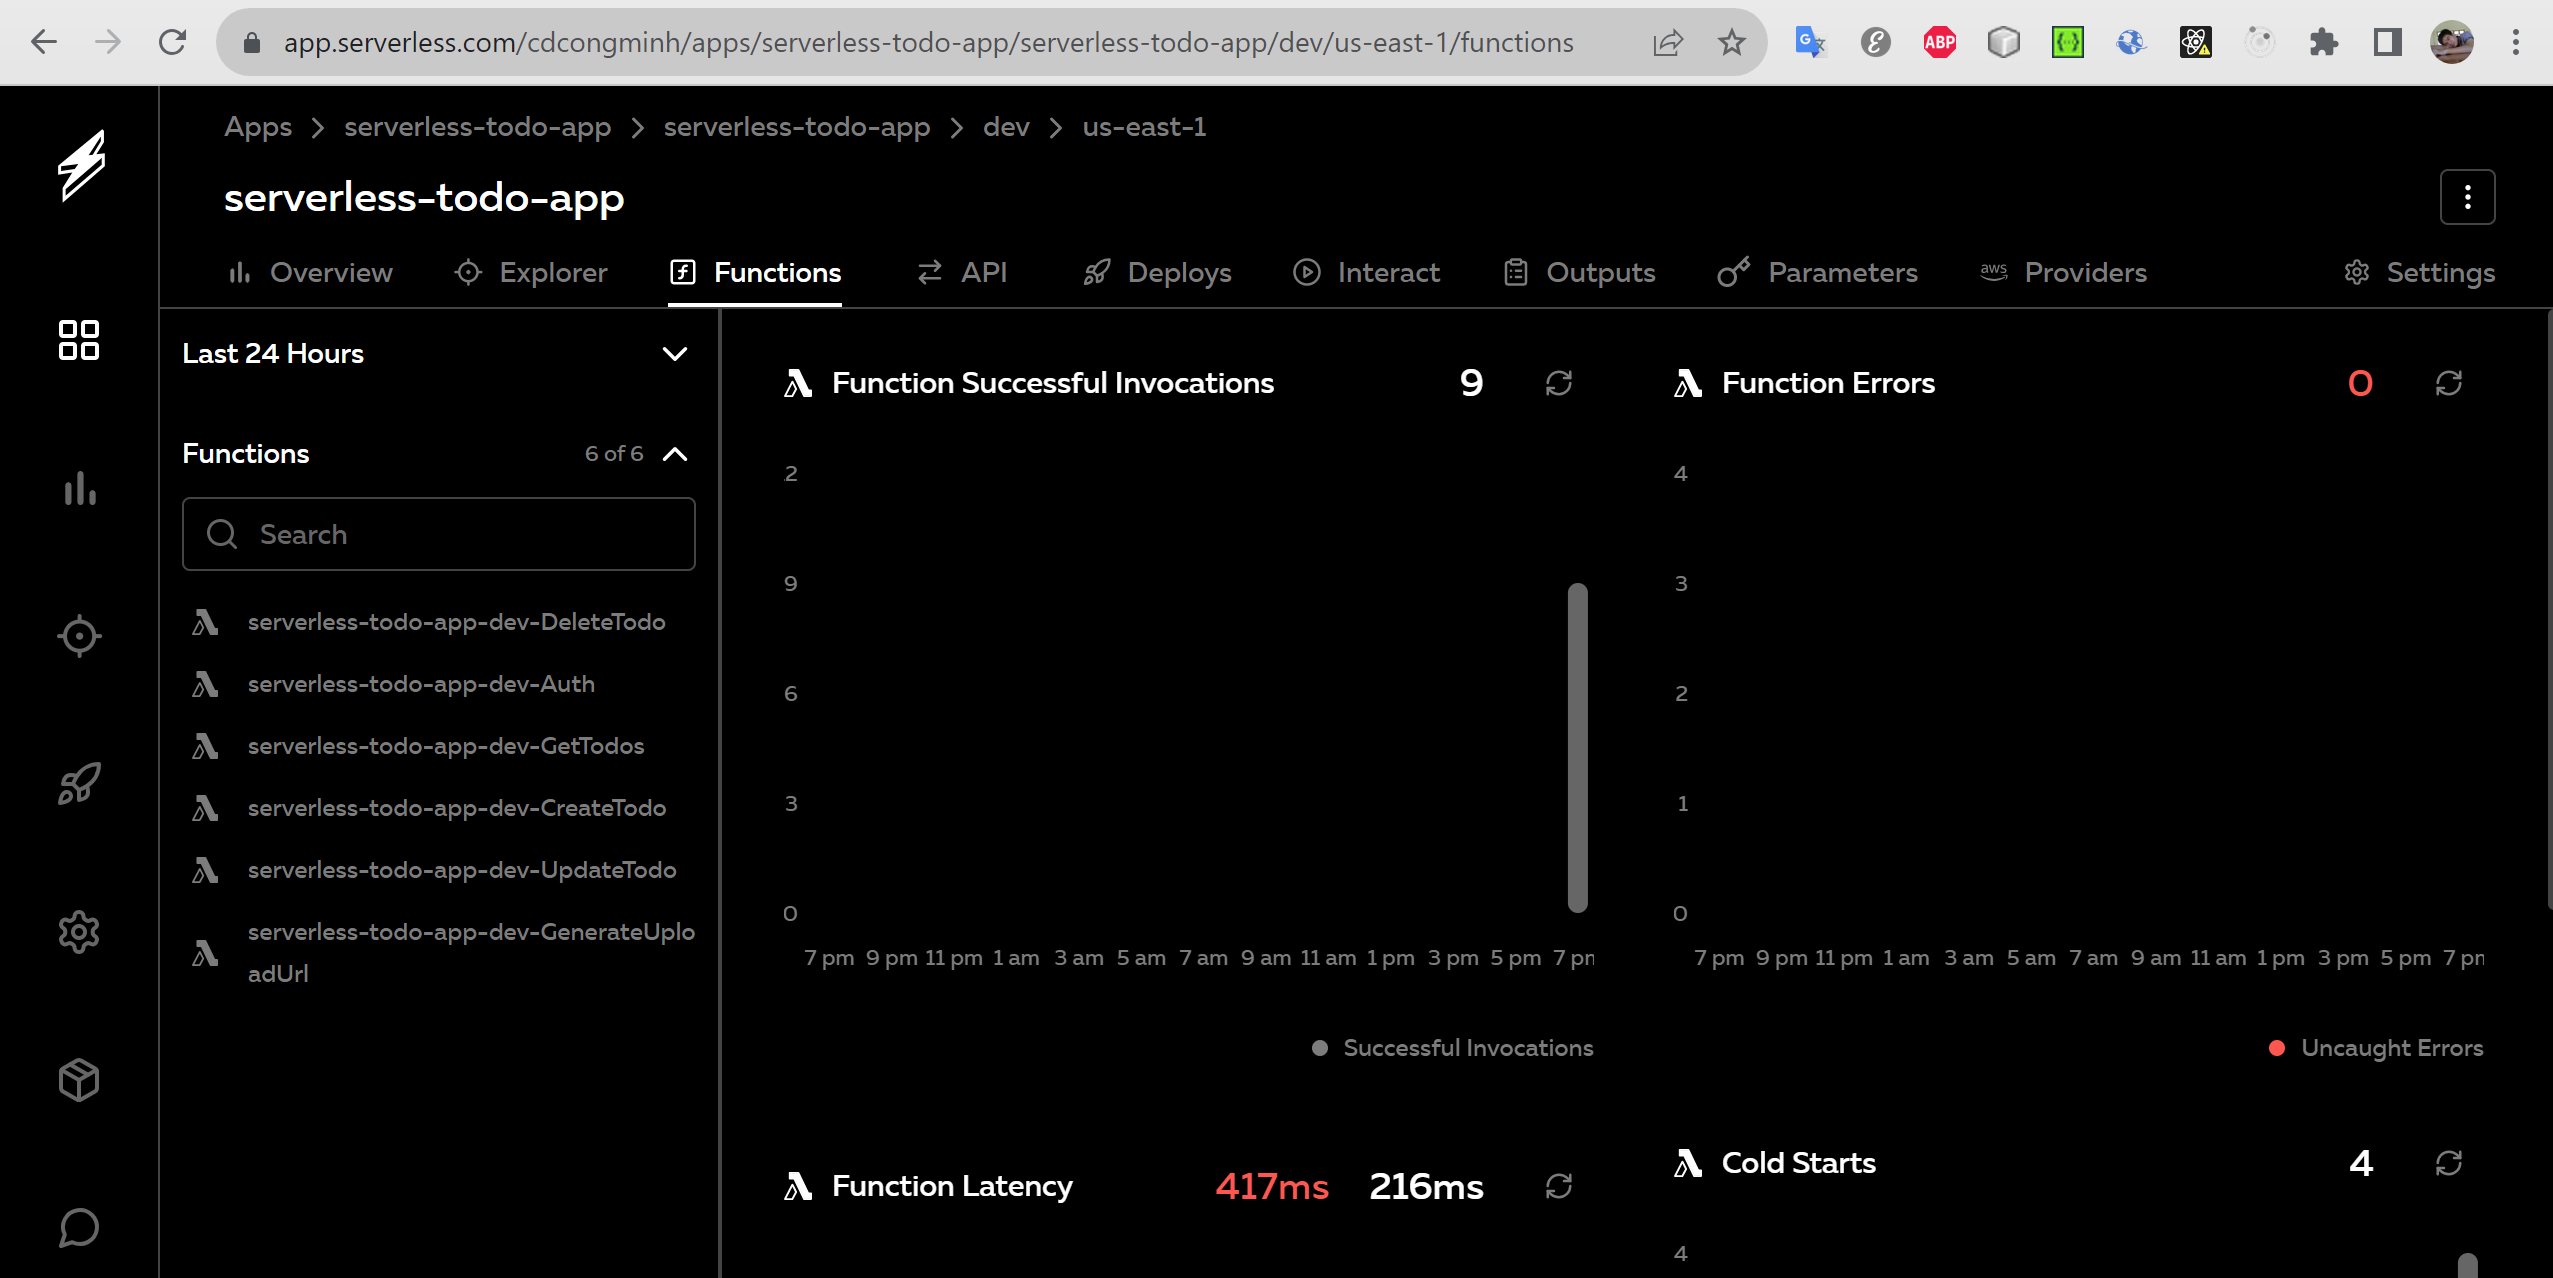 app.serverless.com/cdcongminh/apps/serverless-todo-app/serverless-todo-app/dev/us-east-1/functions
ABP
Apps > serverless-todo-app > serverless-todo-app > dev > us-east-1
serverless-todo-app
Overview Explorer Functions API Deploys Interact Outputs Parameters aws Providers Settings
Last 24 Hours
Functions 6 of 6
Search
serverless-todo-app-dev-DeleteTodo
serverless-todo-app-dev-Auth
serverless-todo-app-dev-GetTodos
serverless-todo-app-dev-CreateTodo
serverless-todo-app-dev-UpdateTodo
serverless-todo-app-dev-GenerateUplo
adUrl
Function Successful Invocations 9
2
9
6
3
0
7 pm 9 pm 11 pm 1 am 3 am 5 am 7 am 9 am 11 am 1 pm 3 pm 5 pm 7 pm
Successful Invocations
Function Errors 0
4
3
2
1
0
7 pm 9 pm 11 pm 1 am 3 am 5 am 7 am 9 am 11 am 1 pm 3 pm 5 pm 7 pm
Uncaught Errors
Function Latency 417ms 216ms
Cold Starts 4
4